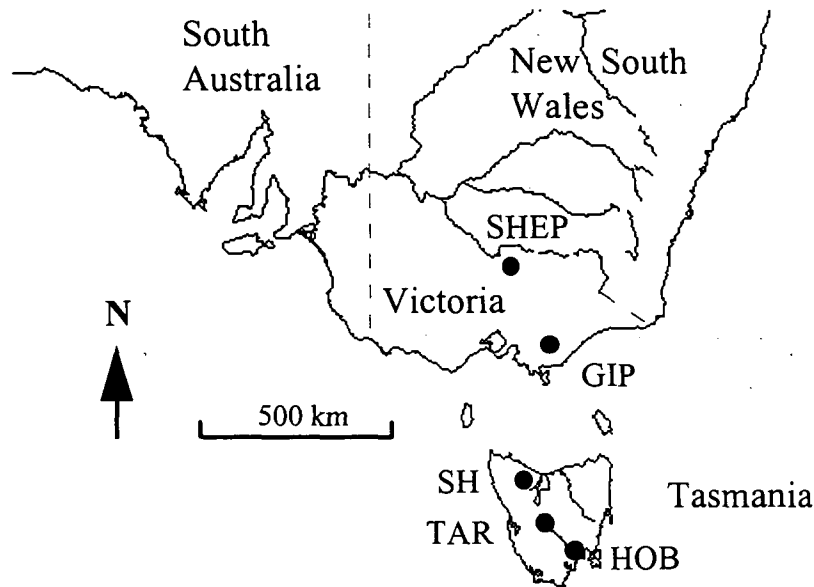 South
Australia
New South
Wales
SHEP
Victoria
N
GIP
500 km
SH
Tasmania
TAR
HOB